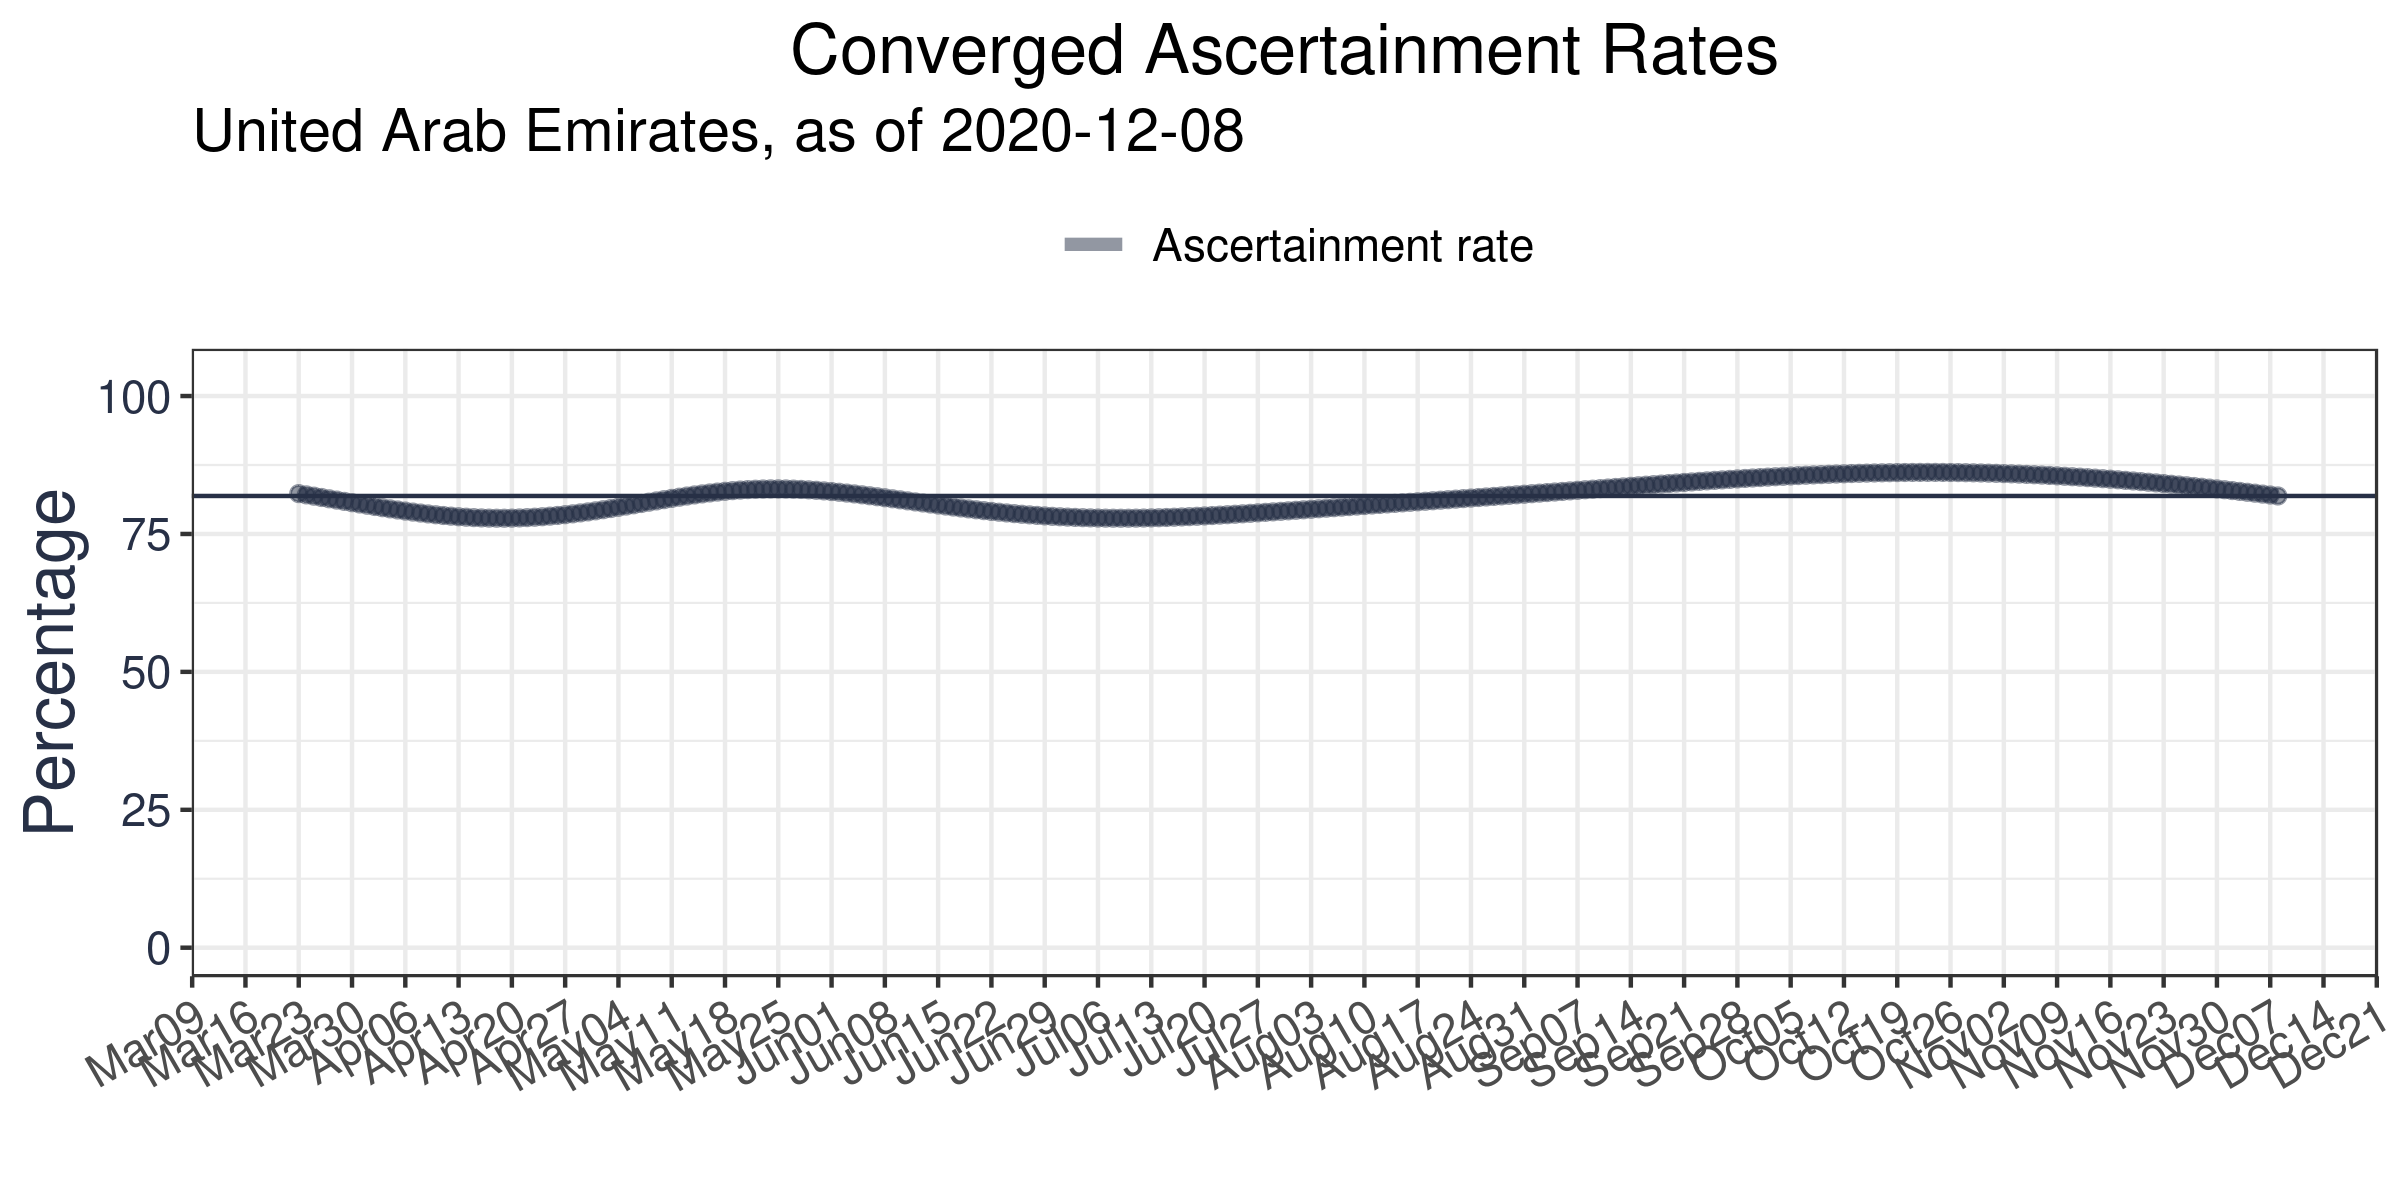 Converged Ascertainment Rates
United Arab Emirates, as of 2020-12-08
Ascertainment rate
Percentage
100
75
50
25
0
Mar09
Mar16
Mar23
Mar30
Apr06
Apr13
Apr20
Apr27
May04
May11
May18
May25
Jun01
Jun08
Jun15
Jun22
Jun29
Jul06
Jul13
Jul20
Jul27
Aug03
Aug10
Aug17
Aug24
Aug31
Sep07
Sep14
Sep21
Sep28
Oct05
Oct12
Oct19
Oct26
Nov02
Nov09
Nov16
Nov23
Nov30
Dec07
Dec14
Dec21